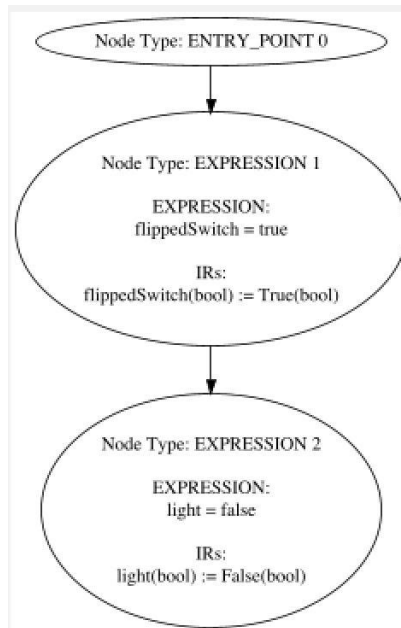 Node Type: ENTRY_POINT 0
Node Type: EXPRESSION 1
EXPRESSION:
flippedSwitch = true
IRs:
flippedSwitch(bool) := True(bool)
Node Type: EXPRESSION 2
EXPRESSION:
light = false
IRs:
light(bool) := False(bool)